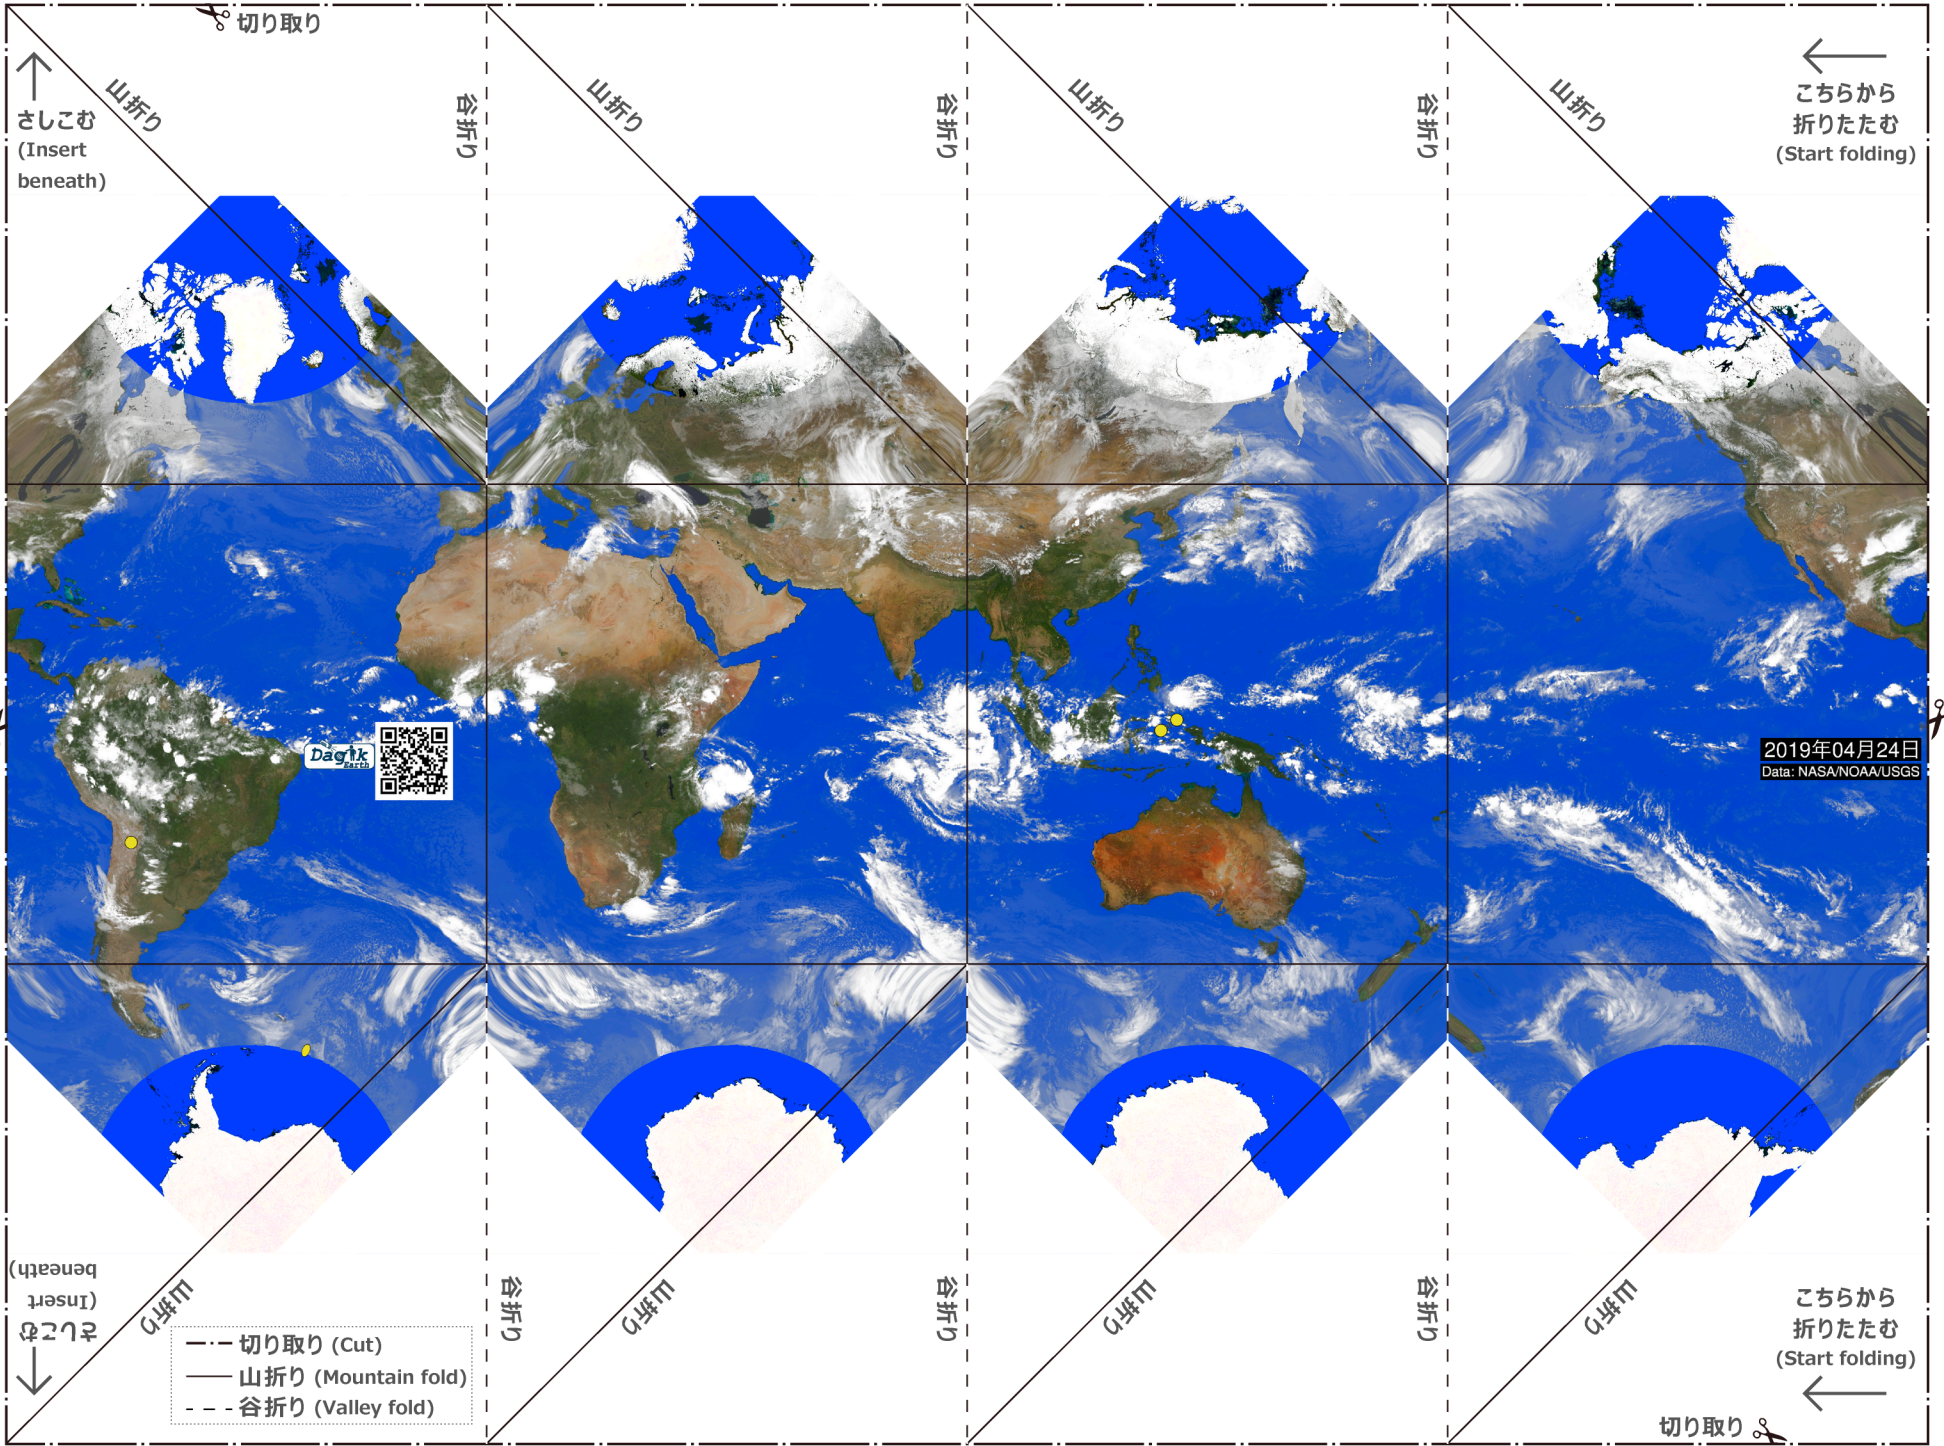 切り取り
山折り
谷折り
山折り
谷折り
山折り
谷折り
山折り
さしこむ
(Insert
beneath)
こちらから
折りたたむ
(Start folding)
Dagik
Earth
2019年04月24日
Data: NASA/NOAA/USGS
さしこむ
(Insert
beneath)
山折り
谷折り
山折り
谷折り
山折り
谷折り
山折り
切り取り (Cut)
山折り (Mountain fold)
谷折り (Valley fold)
こちらから
折りたたむ
(Start folding)
切り取り